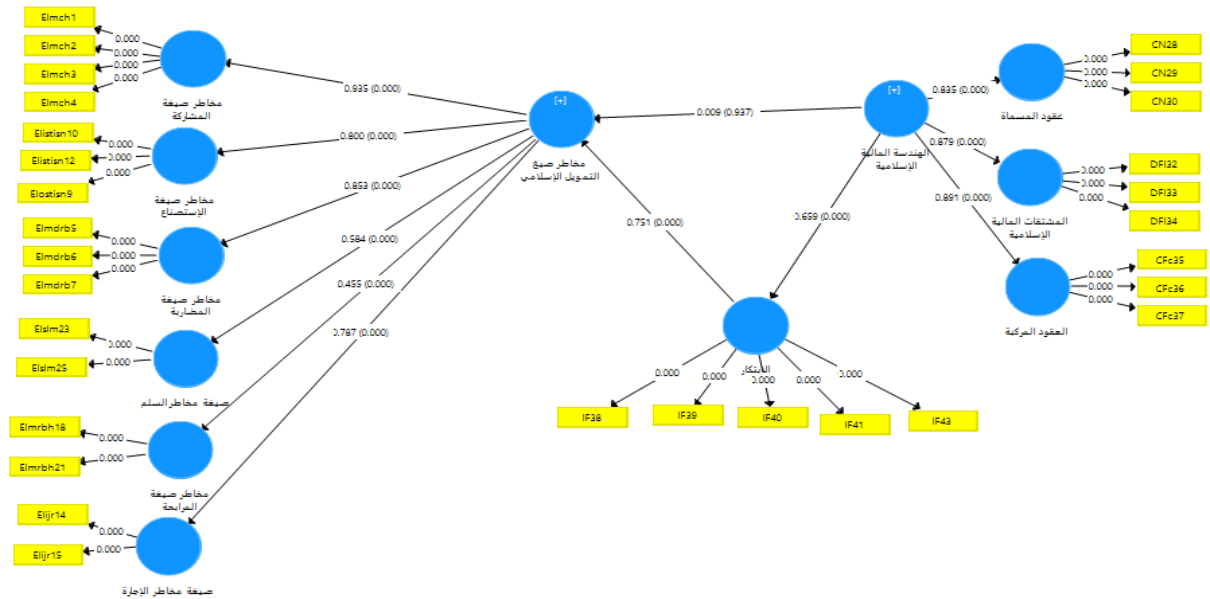 Elmch1
Elmch2
Elmch3
Elmch4
0.000
0.000
0.000
0.000
مخاطر صيغة
المشاركة
Elistisn10
Elistisn12
Elostisn9
0.000
0.000
0.000
مخاطر صيغة
الإستصناع
Elmdrb5
Elmdrb6
Elmdrb7
0.000
0.000
0.000
مخاطر صيغة
المضاربة
Elslm23
Elslm25
0.000
0.000
صيغة مخاطر السلم
Elmrbh18
Elmrbh21
0.000
0.000
مخاطر صيغة
المرابحة
Elijr14
Elijr15
0.000
0.000
صيغة مخاطر الإجارة
0.935 (0.000)
0.800 (0.000)
0.853 (0.000)
0.584 (0.000)
0.455 (0.000)
0.787 (0.000)
[+]
مخاطر صيغ
التمويل الإسلامي
0.009 (0.937)
0.751 (0.000)
0.659 (0.000)
[+]
الهندسة المالية
الإسلامية
0.835 (0.000)
0.879 (0.000)
0.891 (0.000)
عقود المسماة
0.000
0.000
0.000
CN28
CN29
CN30
المشتقات المالية
الإسلامية
0.000
0.000
0.000
DFI32
DFI33
DFI34
العقود المركبة
0.000
0.000
0.000
CFc35
CFc36
CFc37
الابتكار
0.000
0.000
0.000
0.000
0.000
IF38
IF39
IF40
IF41
IF43